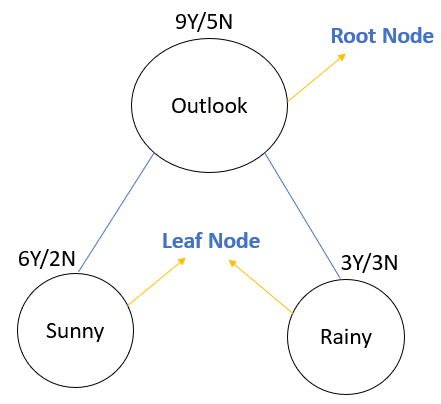 9Y/5N
Root Node
Outlook
Leaf Node
6Y/2N
3Y/3N
Sunny
Rainy